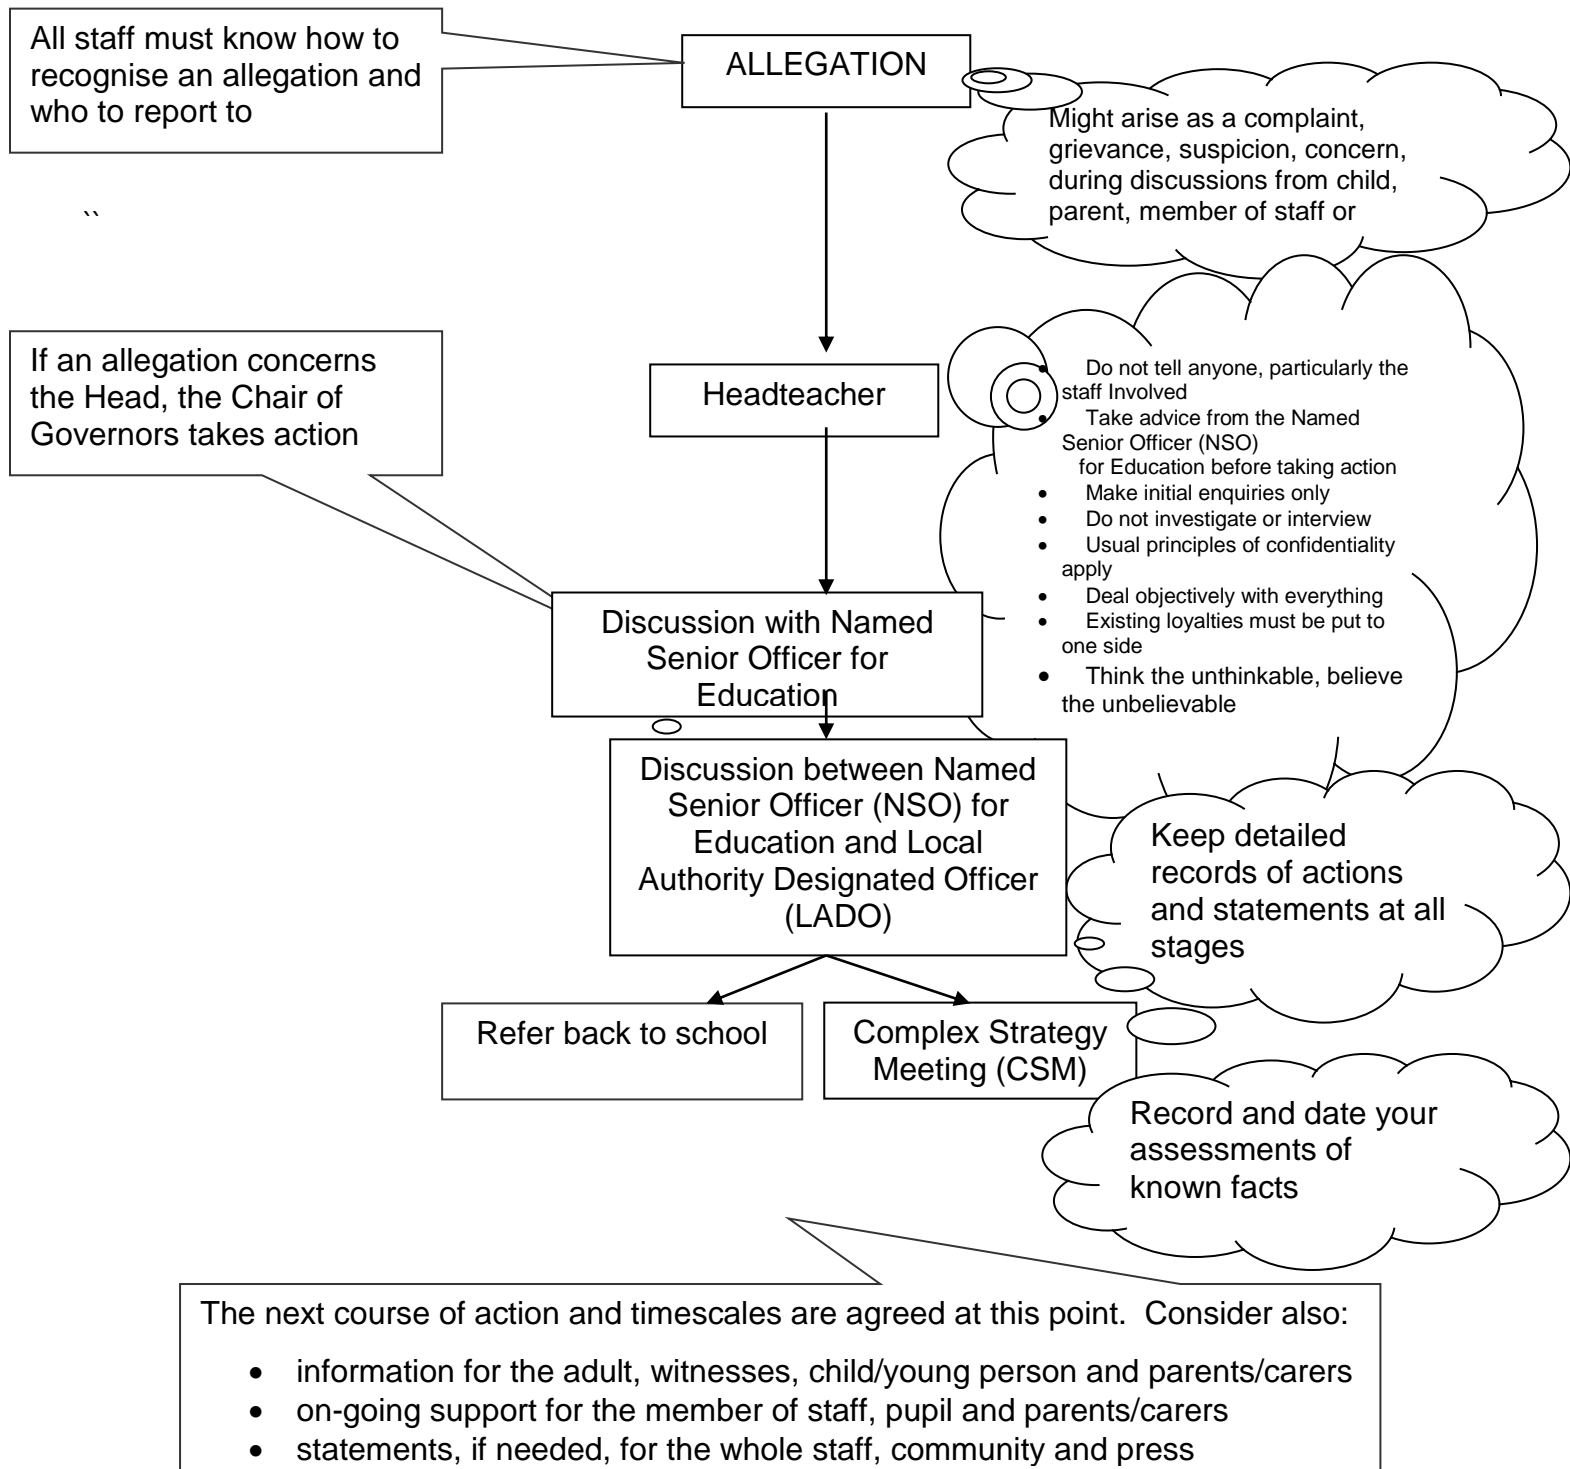 All staff must know how to
recognise an allegation and
who to report to
ALLEGATION
Might arise as a complaint,
grievance, suspicion, concern,
during discussions from child,
parent, member of staff or
``
If an allegation concerns
the Head, the Chair of
Governors takes action
Headteacher
• Do not tell anyone, particularly the
staff Involved
• Take advice from the Named
Senior Officer (NSO)
for Education before taking action
• Make initial enquiries only
• Do not investigate or interview
• Usual principles of confidentiality
apply
• Deal objectively with everything
• Existing loyalties must be put to
one side
• Think the unthinkable, believe
the unbelievable
Discussion with Named
Senior Officer for
Education
Discussion between Named
Senior Officer (NSO) for
Education and Local
Authority Designated Officer
(LADO)
Keep detailed
records of actions
and statements at all
stages
Refer back to school
Complex Strategy
Meeting (CSM)
Record and date your
assessments of
known facts
The next course of action and timescales are agreed at this point.  Consider also:
• information for the adult, witnesses, child/young person and parents/carers
• on-going support for the member of staff, pupil and parents/carers
• statements, if needed, for the whole staff, community and press